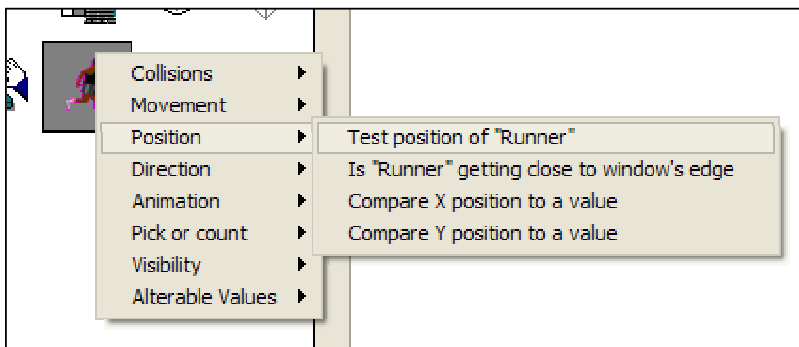 Collisions
Movement
Position
Direction
Animation
Pick or count
Visibility
Alterable Values
Test position of "Runner"
Is "Runner" getting close to window's edge
Compare X position to a value
Compare Y position to a value